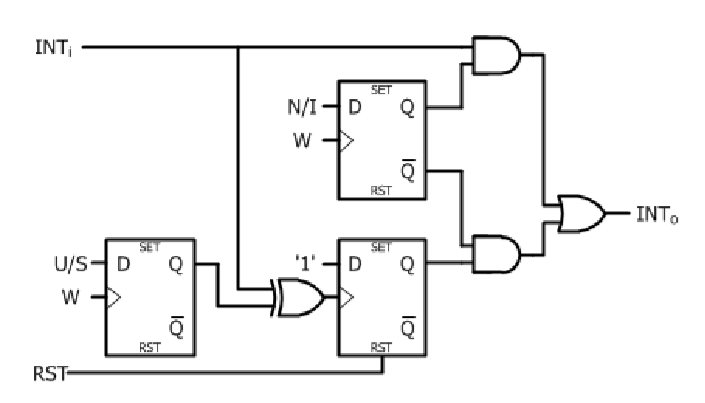 INTi
SET
N/I D Q
W
Q
RST
INTo
SET
U/S D Q
W
Q
RST
SET
'1' D Q
Q
RST
RST